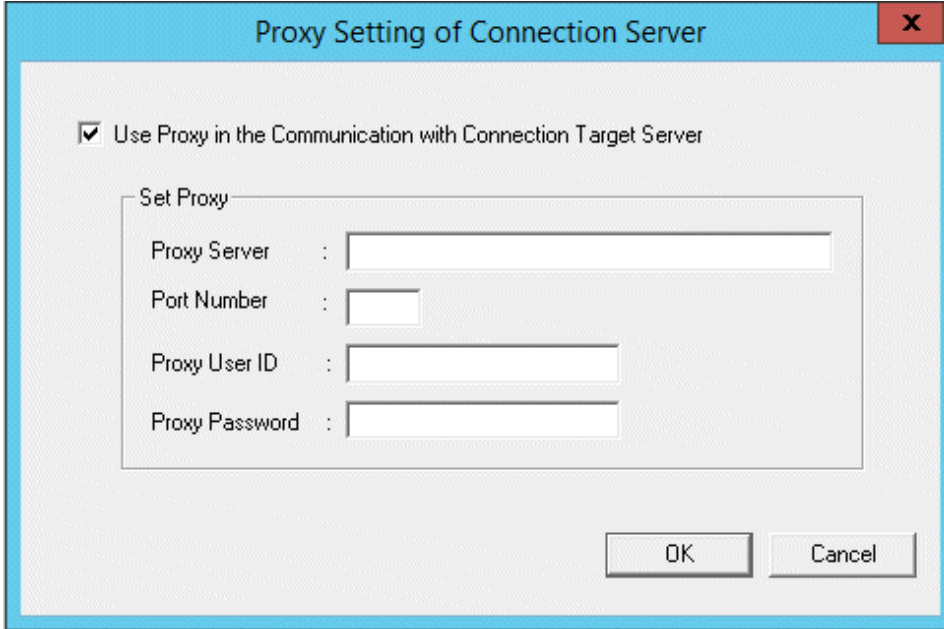 Proxy Setting of Connection Server
x
Use Proxy in the Communication with Connection Target Server
Set Proxy
Proxy Server :
Port Number :
Proxy User ID :
Proxy Password :
OK Cancel